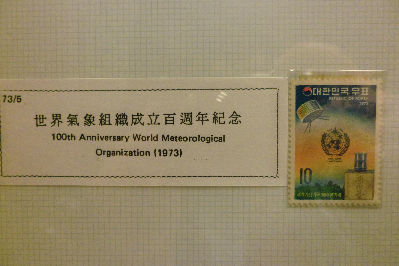 73/5
世界氣象組織成立百週年紀念
100th Anniversary World Meteorological
Organization (1973)
대한민국 우표
REPUBLIC OF KOREA
1973
10